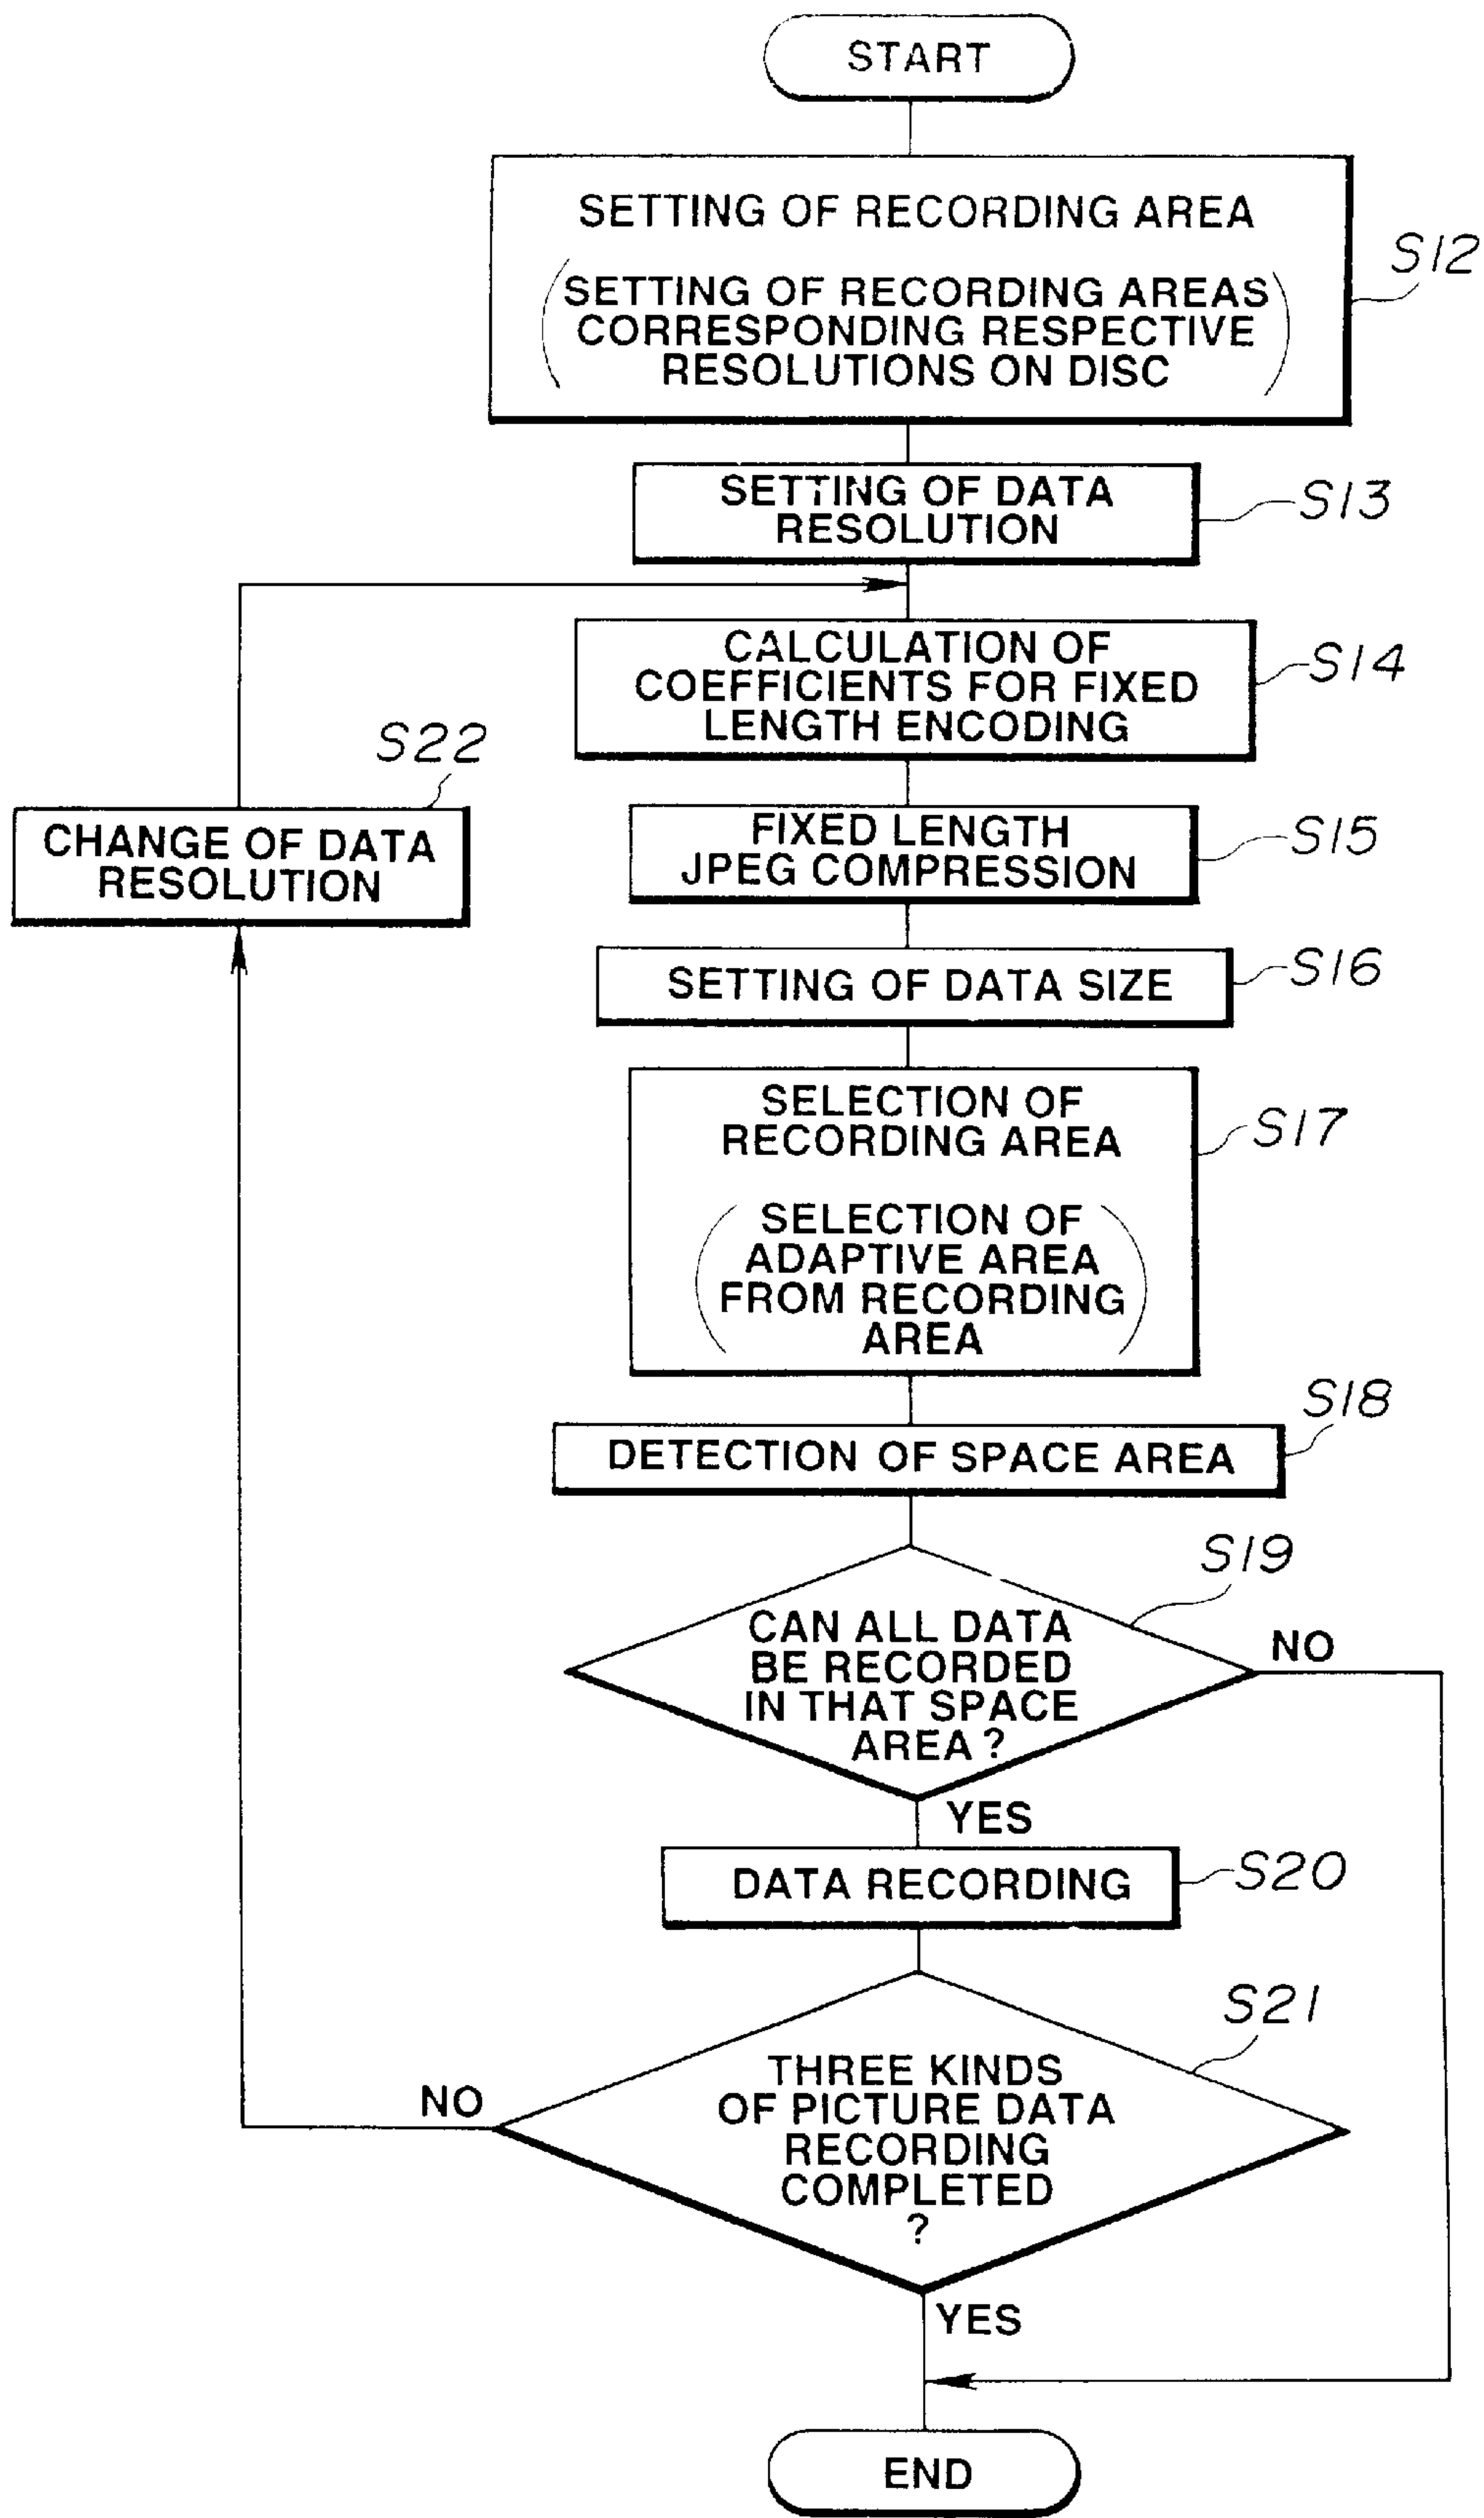 START
SETTING OF RECORDING AREA
SETTING OF RECORDING AREAS
CORRESPONDING RESPECTIVE
RESOLUTIONS ON DISC
S12
SETTING OF DATA
RESOLUTION
S13
CALCULATION OF
COEFFICIENTS FOR FIXED
LENGTH ENCODING
S14
S22
CHANGE OF DATA
RESOLUTION
FIXED LENGTH
JPEG COMPRESSION
S15
SETTING OF DATA SIZE
S16
SELECTION OF
RECORDING AREA
S17
SELECTION OF
ADAPTIVE AREA
FROM RECORDING
AREA
S18
DETECTION OF SPACE AREA
S19
CAN ALL DATA
BE RECORDED
IN THAT SPACE
AREA ?
NO
YES
DATA RECORDING
S20
S21
THREE KINDS
OF PICTURE DATA
RECORDING
COMPLETED
?
NO
YES
END